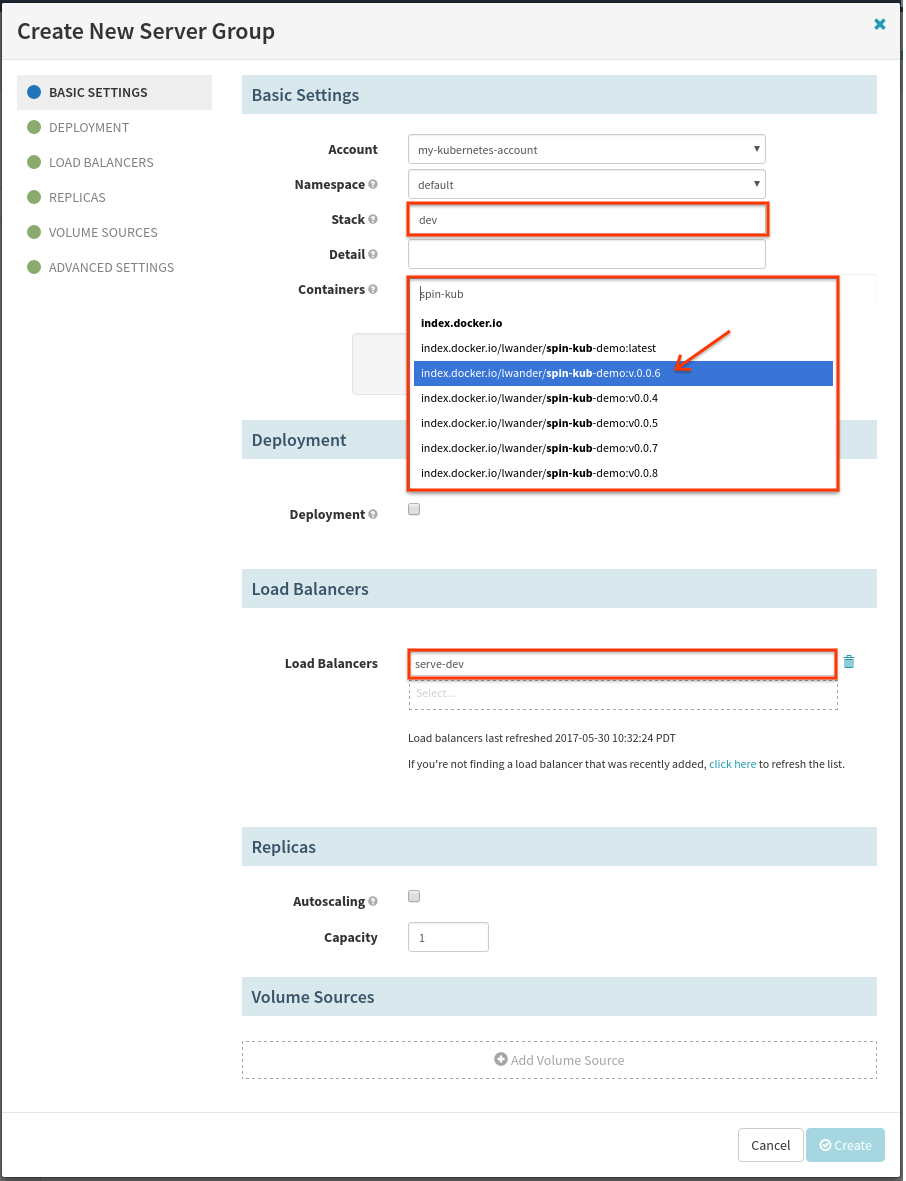 Create New Server Group
BASIC SETTINGS
DEPLOYMENT
LOAD BALANCERS
REPLICAS
VOLUME SOURCES
ADVANCED SETTINGS
Basic Settings
Account my-kubernetes-account
Namespace default
Stack dev
Detail
Containers spin-kub
index.docker.io
index.docker.io/lwander/spin-kub-demo:latest
index.docker.io/lwander/spin-kub-demo:v.0.0.6
index.docker.io/lwander/spin-kub-demo:v0.0.4
index.docker.io/lwander/spin-kub-demo:v0.0.5
index.docker.io/lwander/spin-kub-demo:v0.0.7
index.docker.io/lwander/spin-kub-demo:v0.0.8
Deployment
Deployment
Load Balancers
Load Balancers serve-dev
Select...
Load balancers last refreshed 2017-05-30 10:32:24 PDT
If you're not finding a load balancer that was recently added, click here to refresh the list.
Replicas
Autoscaling
Capacity 1
Volume Sources
Add Volume Source
Cancel Create